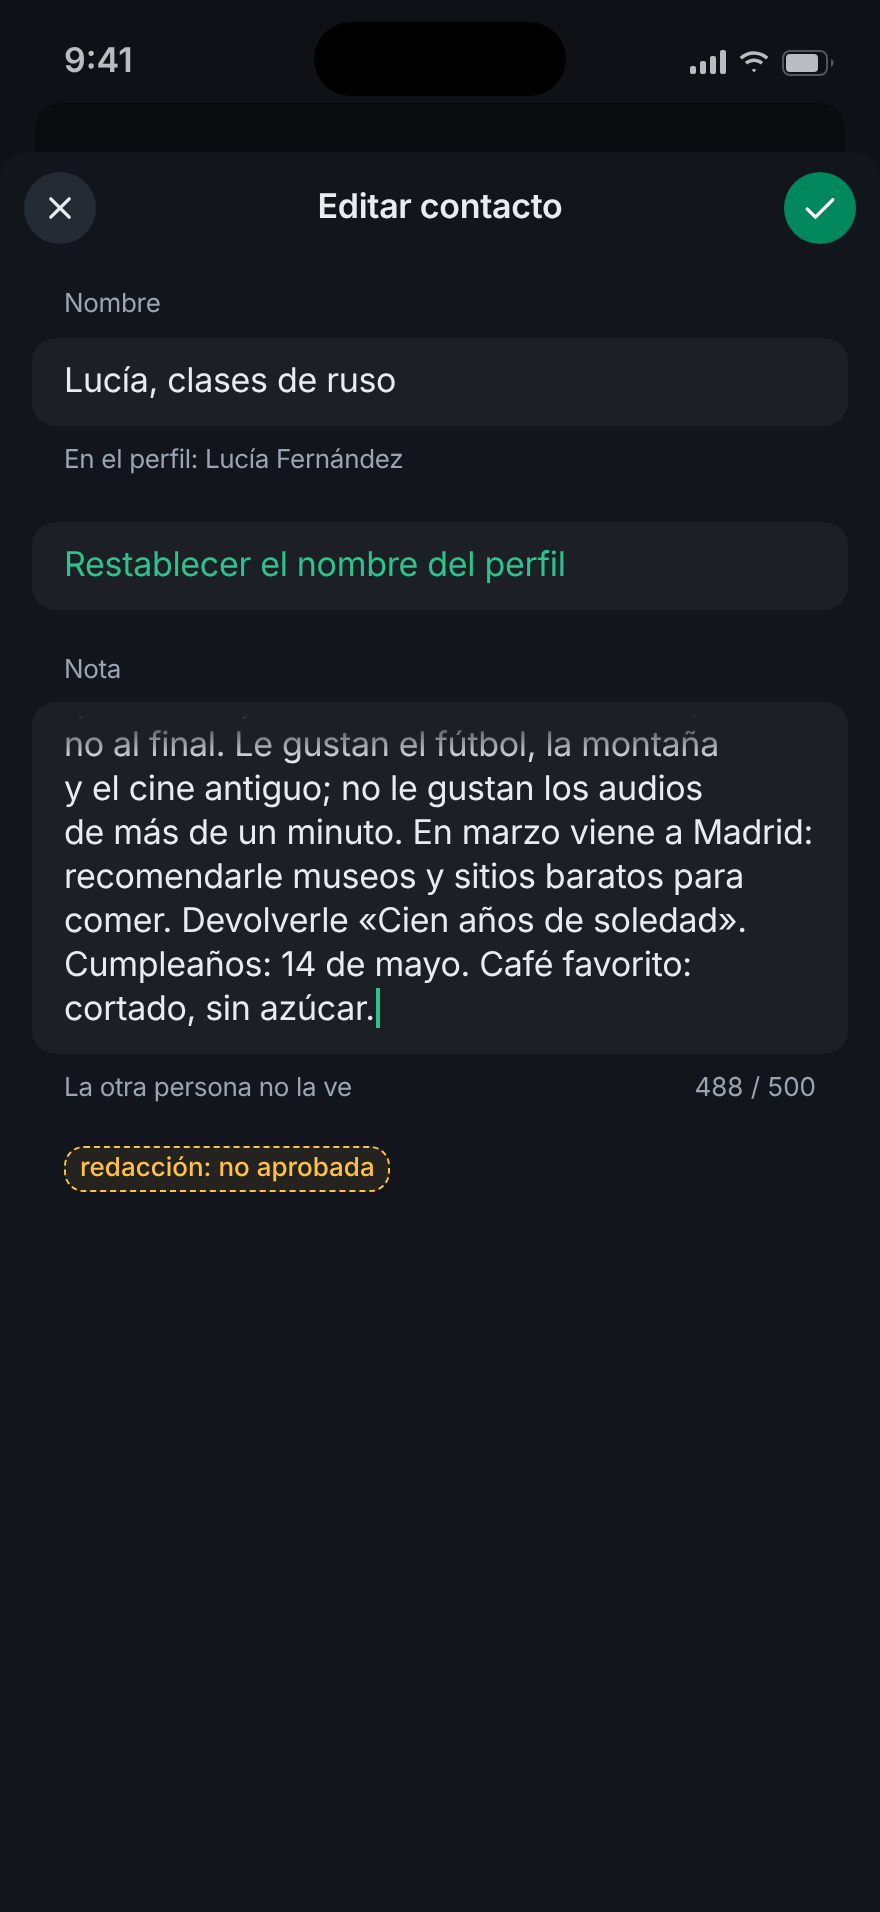 9:41
Editar contacto
Nombre
Lucía, clases de ruso
En el perfil: Lucía Fernández
Restablecer el nombre del perfil
Nota
no al final. Le gustan el fútbol, la montaña
y el cine antiguo; no le gustan los audios
de más de un minuto. En marzo viene a Madrid:
recomendarle museos y sitios baratos para
comer. Devolverle «Cien años de soledad».
Cumpleaños: 14 de mayo. Café favorito:
cortado, sin azúcar.
La otra persona no la ve
488 / 500
redacción: no aprobada